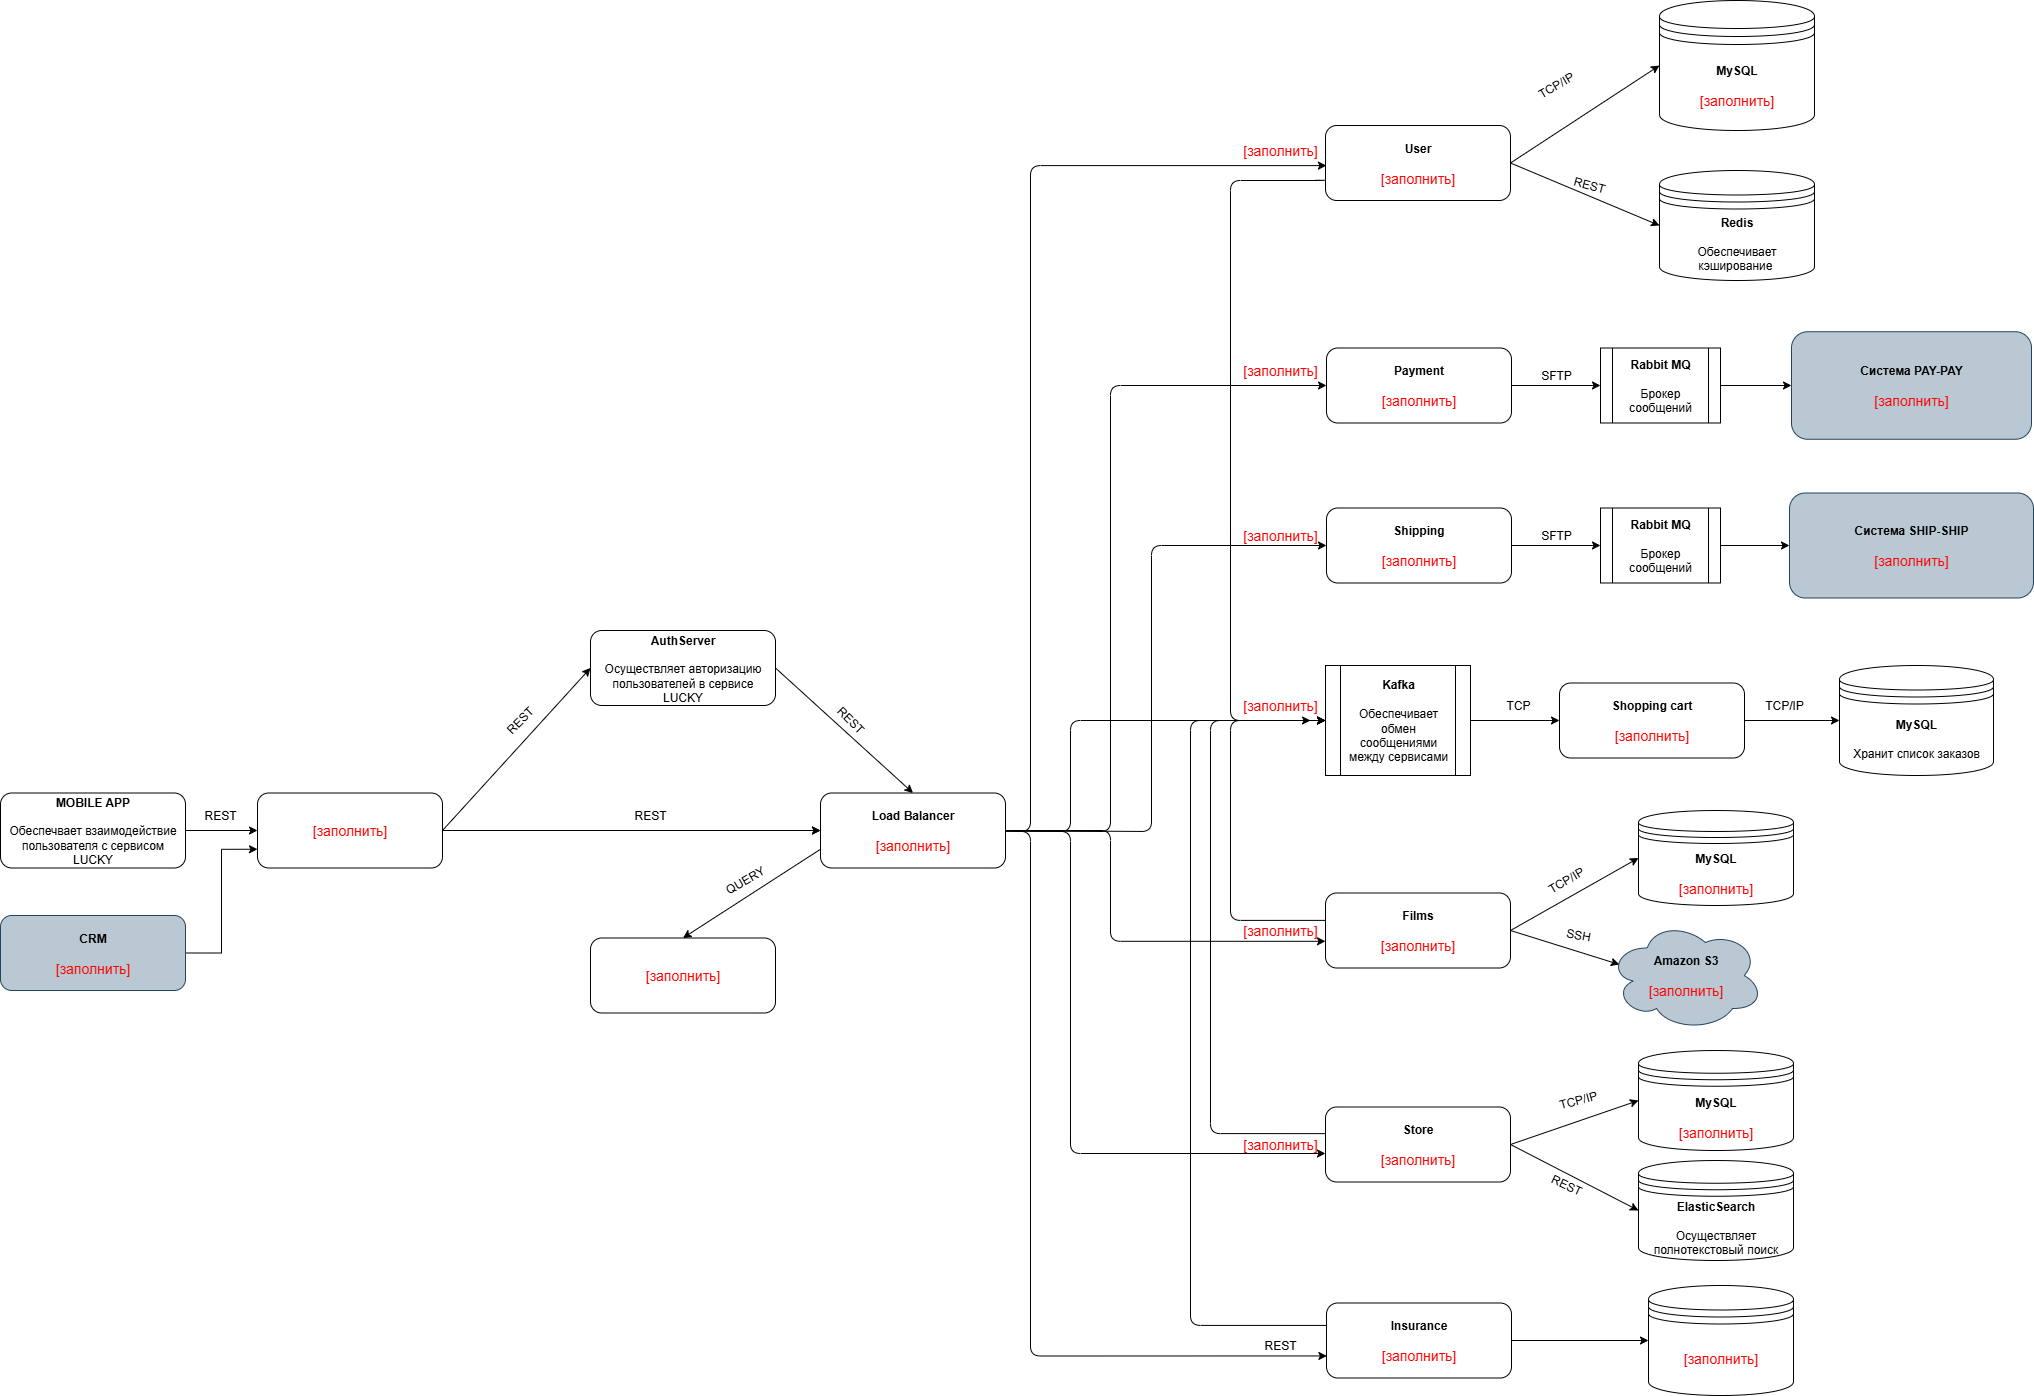 MySQL
[заполнить]
TCP/IP
[заполнить]
User
[заполнить]
REST
Redis
Обеспечивает
кэширование
[заполнить]
Payment
[заполнить]
SFTP
Rabbit MQ
Брокер
сообщений
Система PAY-PAY
[заполнить]
[заполнить]
Shipping
[заполнить]
SFTP
Rabbit MQ
Брокер
сообщений
Система SHIP-SHIP
[заполнить]
AuthServer
Осуществляет авторизацию
пользователей в сервисе
LUCKY
REST
REST
[заполнить]
Kafka
Обеспечивает
обмен
сообщениями
между сервисами
TCP
Shopping cart
[заполнить]
TCP/IP
MySQL
Хранит список заказов
MOBILE APP
Обеспечвает взаимодействие
пользователя с сервисом
LUCKY
REST
[заполнить]
REST
Load Balancer
[заполнить]
QUERY
[заполнить]
CRM
[заполнить]
[заполнить]
Films
[заполнить]
TCP/IP
MySQL
[заполнить]
SSH
Amazon S3
[заполнить]
[заполнить]
Store
[заполнить]
TCP/IP
MySQL
[заполнить]
REST
ElasticSearch
Осуществляет
полнотекстовый поиск
REST
Insurance
[заполнить]
[заполнить]